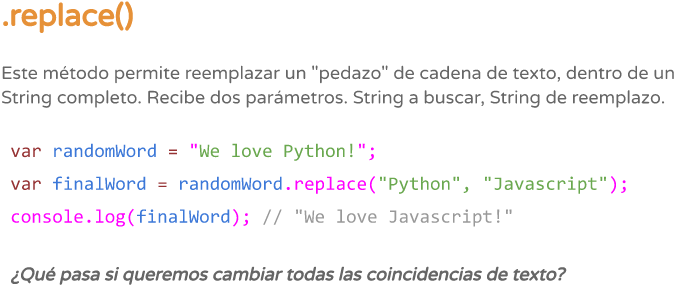 .replace()
Este método permite reemplazar un "pedazo" de cadena de texto, dentro de un
String completo. Recibe dos parámetros. String a buscar, String de reemplazo.
var randomWord = "We love Python!";
var finalWord = randomWord.replace("Python", "Javascript");
console.log(finalWord); // "We love Javascript!"
¿Qué pasa si queremos cambiar todas las coincidencias de texto?